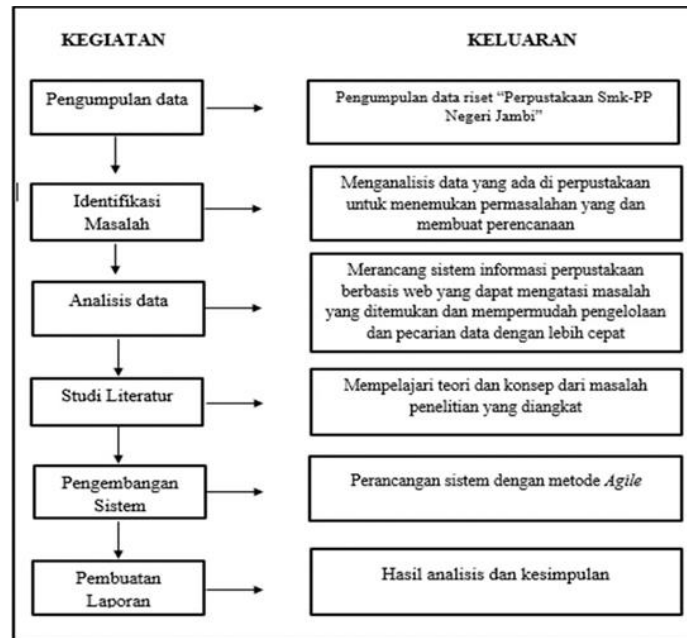 KEGIATAN
KELUARAN
Pengumpulan data
Pengumpulan data riset “Perpustakaan Smk-PP
Negeri Jambi”
Identifikasi
Masalah
Menganalisis data yang ada di perpustakaan
untuk menemukan permasalahan yang dan
membuat perencanaan
Analisis data
Merancang sistem informasi perpustakaan
berbasis web yang dapat mengatasi masalah
yang ditemukan dan mempermudah pengelolaan
dan pecarian data dengan lebih cepat
Studi Literatur
Mempelajari teori dan konsep dari masalah
penelitian yang diangkat
Pengembangan
Sistem
Perancangan sistem dengan metode Agile
Pembuatan
Laporan
Hasil analisis dan kesimpulan